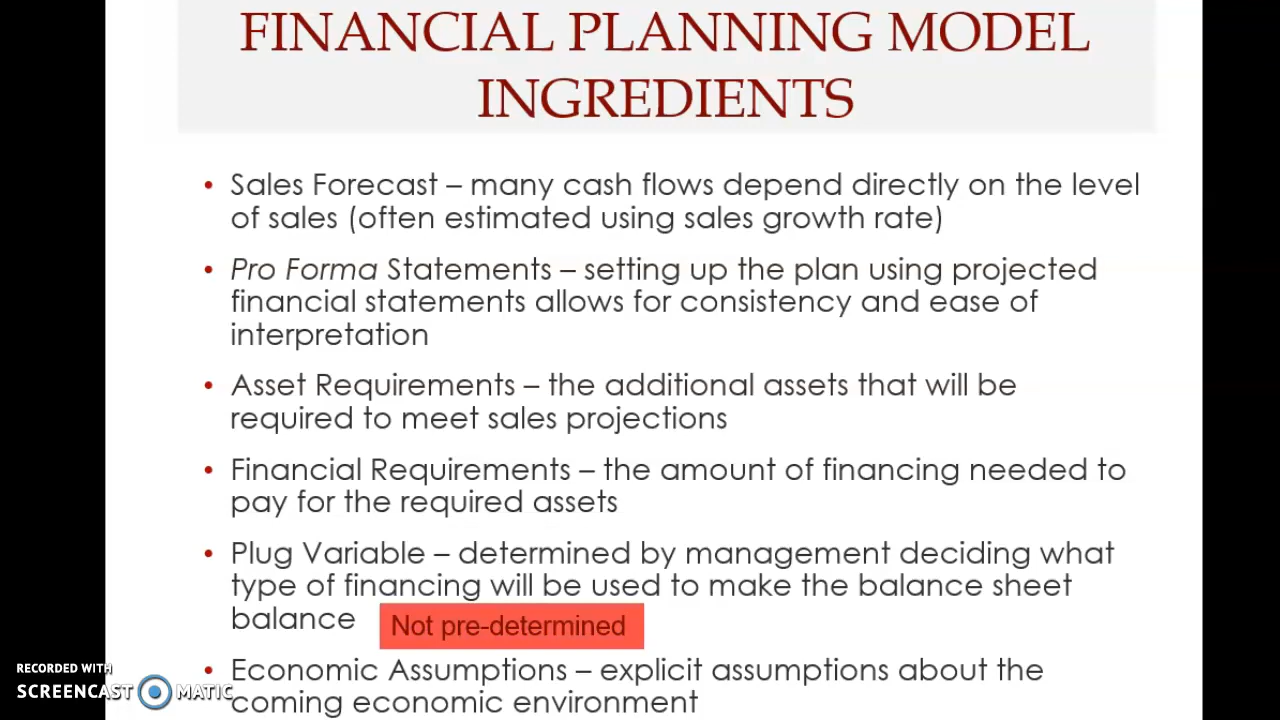 FINANCIAL PLANNING MODEL
INGREDIENTS
• Sales Forecast – many cash flows depend directly on the level
of sales (often estimated using sales growth rate)
• Pro Forma Statements – setting up the plan using projected
financial statements allows for consistency and ease of
interpretation
• Asset Requirements – the additional assets that will be
required to meet sales projections
• Financial Requirements – the amount of financing needed to
pay for the required assets
• Plug Variable – determined by management deciding what
type of financing will be used to make the balance sheet
balance
Not pre-determined
• Economic Assumptions – explicit assumptions about the
coming economic environment
RECORDED WITH
SCREENCAST MATIC